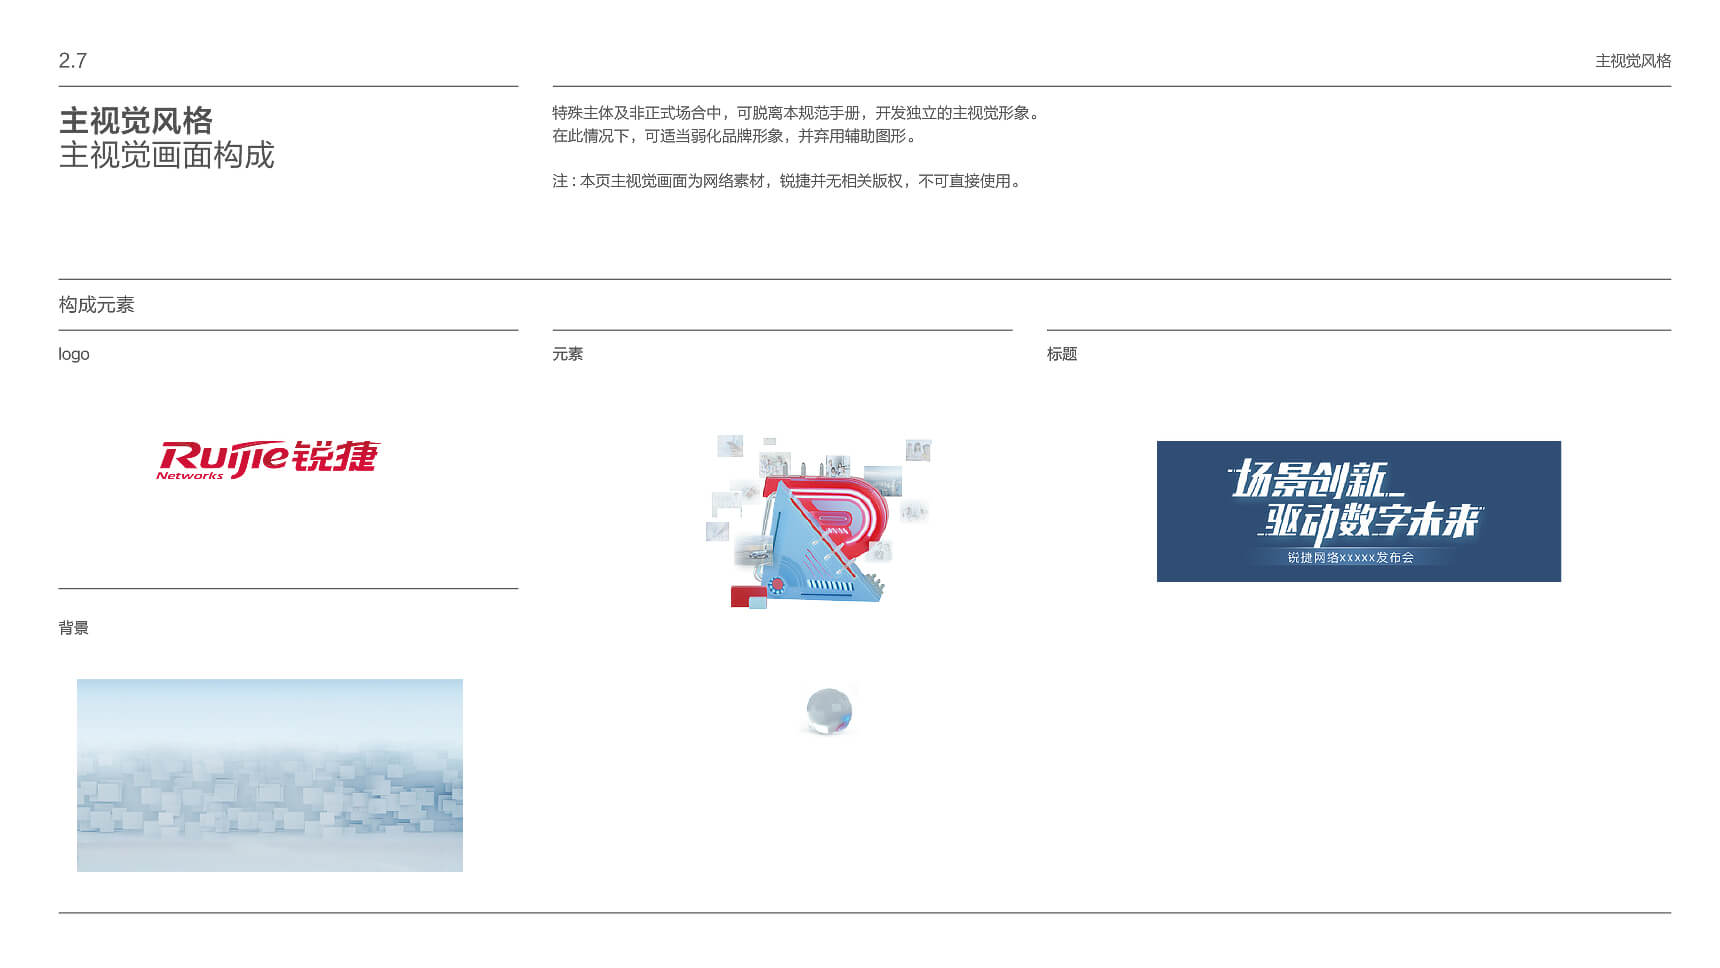 2.7
主视觉风格
主视觉风格
主视觉画面构成
特殊主体及非正式场合中，可脱离本规范手册，开发独立的主视觉形象。
在此情况下，可适当弱化品牌形象，并弃用辅助图形。
注：本页主视觉画面为网络素材，锐捷并无相关版权，不可直接使用。
构成元素
logo
元素
标题
Ruijie 锐捷
Networks
场景创新_
驱动数字未来
锐捷网络xxxxx发布会
背景